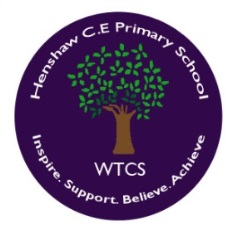 Henshaw C.E Primary School
WTCS
Inspire. Support. Believe. Achieve